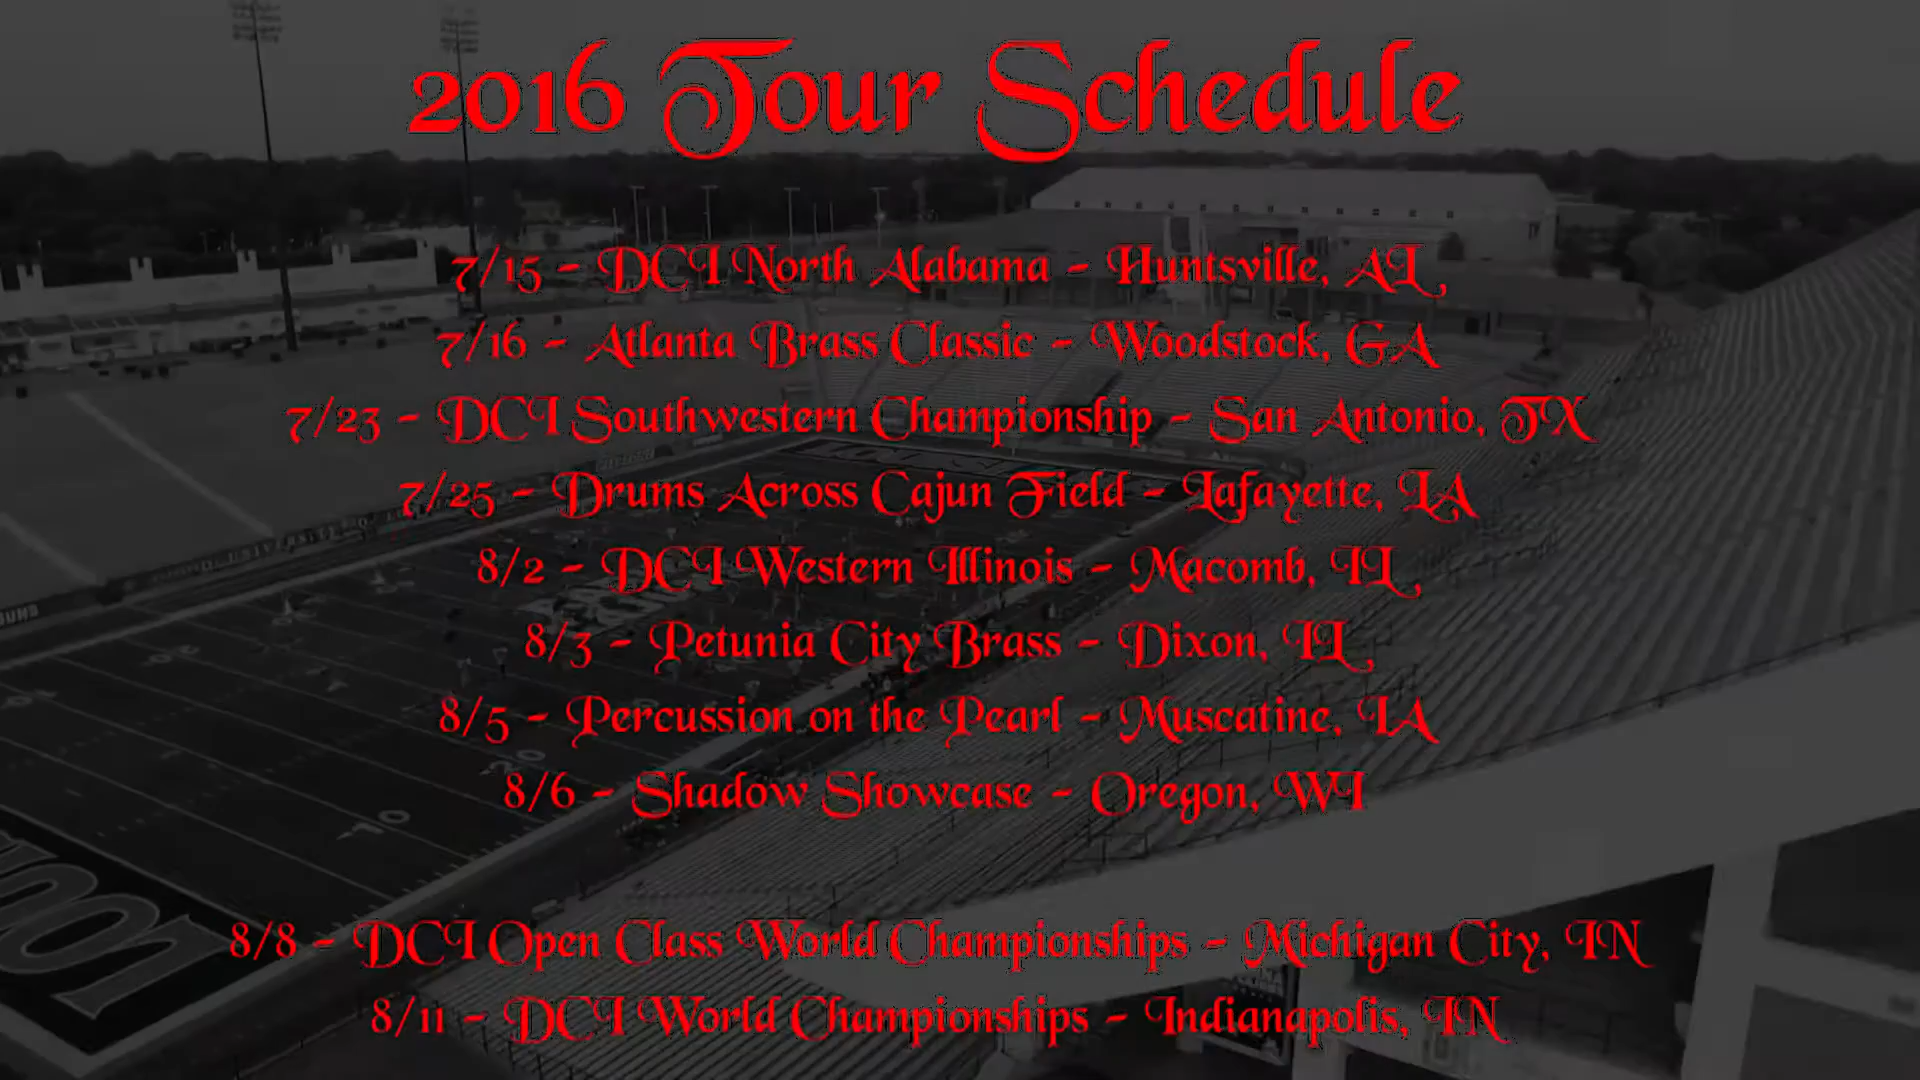 2016 Tour Schedule
7/15 - DCI North Alabama - Huntsville, AL
7/16 - Atlanta Brass Classic - Woodstock, GA
7/23 - DCI Southwestern Championship - San Antonio, TX
7/25 - Drums Across Cajun Field - Lafayette, LA
8/2 - DCI Western Illinois - Macomb, IL
8/3 - Petunia City Brass - Dixon, IL
8/5 - Percussion on the Pearl - Muscatine, IA
8/6 - Shadow Showcase - Oregon, WI
8/8 - DCI Open Class World Championships - Michigan City, IN
8/11 - DCI World Championships - Indianapolis, IN